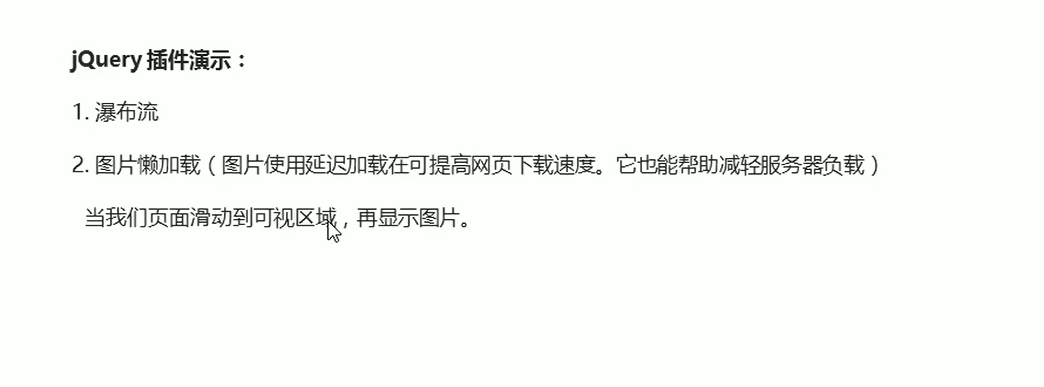 jQuery 插件演示：
1. 瀑布流
2. 图片懒加载（图片使用延迟加载在可提高网页下载速度。它也能帮助减轻服务器负载）
当我们页面滑动到可视区域，再显示图片。